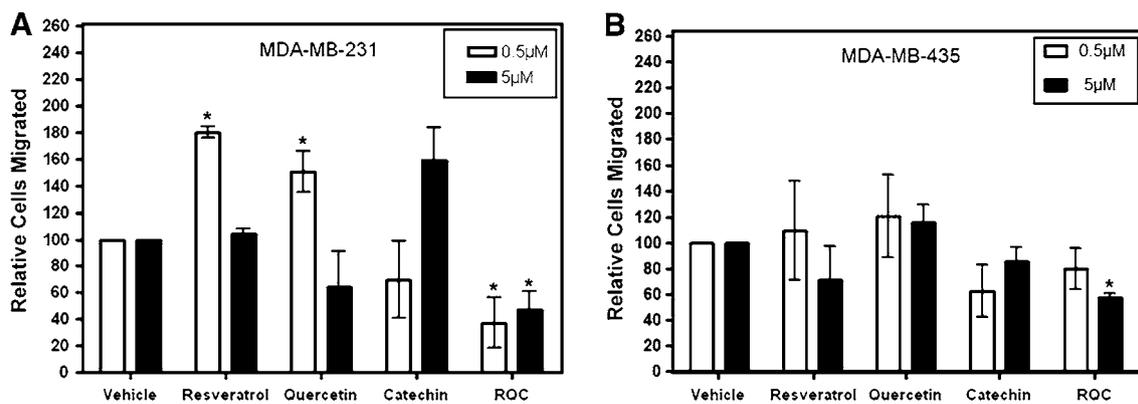 A
MDA-MB-231
0.5μM
5μM
Relative Cells Migrated
260
240
220
200
180
160
140
120
100
80
60
40
20
0
*
*
*
*
Vehicle Resveratrol Quercetin Catechin ROC
B
MDA-MB-435
0.5μM
5μM
Relative Cells Migrated
260
240
220
200
180
160
140
120
100
80
60
40
20
0
*
Vehicle Resveratrol Quercetin Catechin ROC